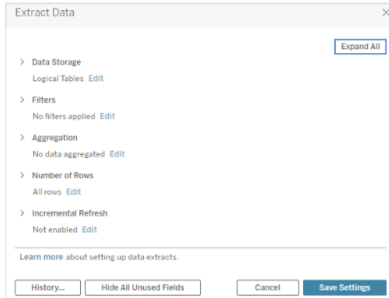 Extract Data
Expand All
Data Storage
Logical Tables Edit
Filters
No filters applied Edit
Aggregation
No data aggregated Edit
Number of Rows
All rows Edit
Incremental Refresh
Not enabled Edit
Learn more about setting up data extracts.
History... Hide All Unused Fields Cancel Save Settings